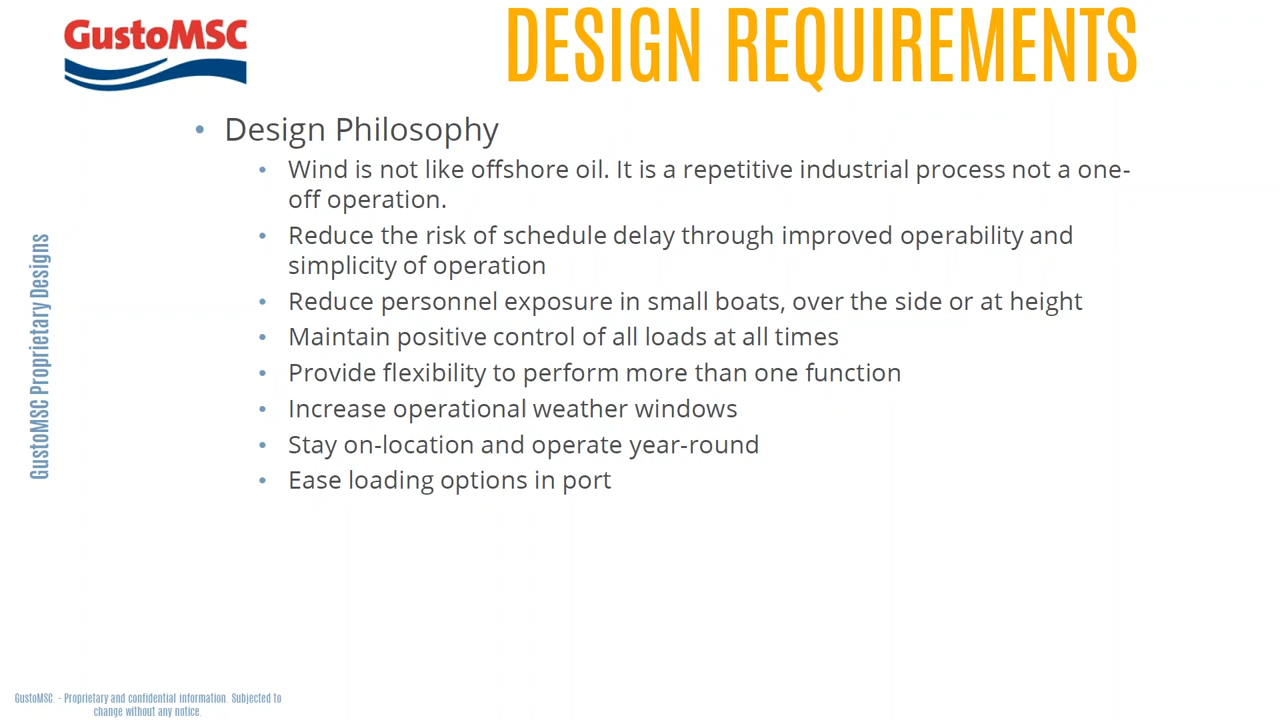 GustoMSC
DESIGN REQUIREMENTS
• Design Philosophy
• Wind is not like offshore oil. It is a repetitive industrial process not a one-
off operation.
• Reduce the risk of schedule delay through improved operability and
simplicity of operation
• Reduce personnel exposure in small boats, over the side or at height
• Maintain positive control of all loads at all times
• Provide flexibility to perform more than one function
• Increase operational weather windows
• Stay on-location and operate year-round
• Ease loading options in port
GustoMSC Proprietary Designs
GustoMSC. - Proprietary and confidential information. Subjected to
change without any notice.